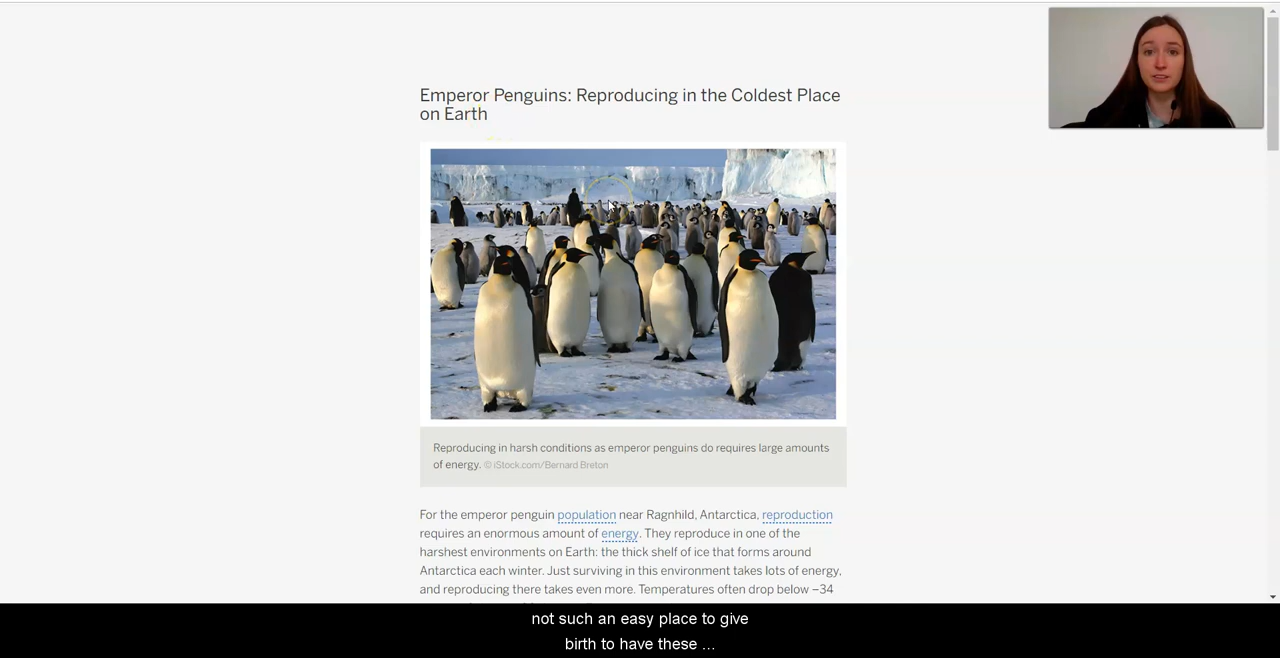 Emperor Penguins: Reproducing in the Coldest Place
on Earth
Reproducing in harsh conditions as emperor penguins do requires large amounts
of energy. © iStock.com/Bernard Breton
For the emperor penguin population near Ragnhild, Antarctica, reproduction
requires an enormous amount of energy. They reproduce in one of the
harshest environments on Earth: the thick shelf of ice that forms around
Antarctica each winter. Just surviving in this environment takes lots of energy,
and reproducing there takes even more. Temperatures often drop below −34
not such an easy place to give
birth to have these ...